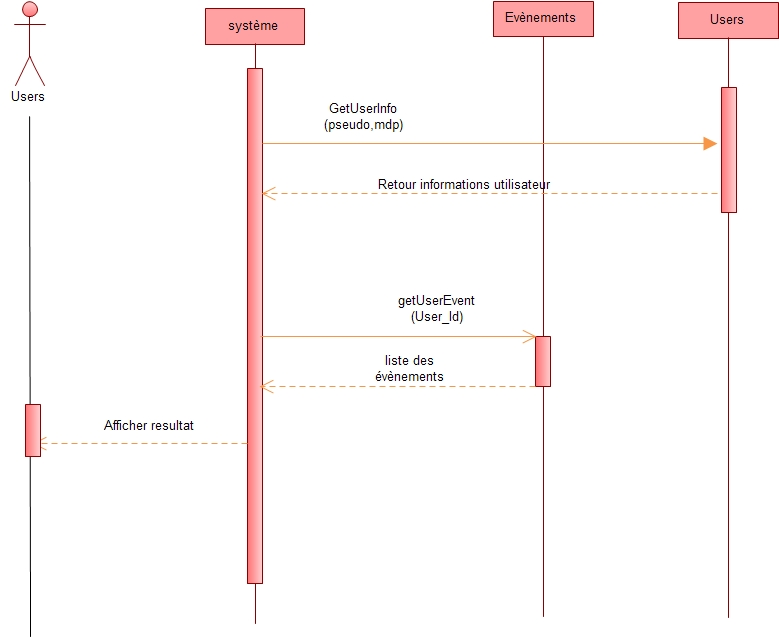 Users
système
Evènements
Users
GetUserInfo
(pseudo,mdp)
Retour informations utilisateur
getUserEvent
(User_Id)
liste des
évènements
Afficher resultat